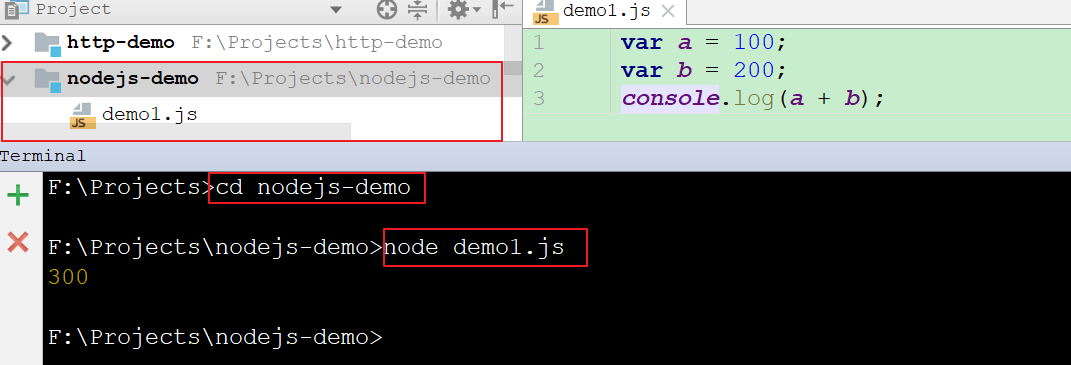 Project
demo1.js
http-demo F:\Projects\http-demo
nodejs-demo F:\Projects\nodejs-demo
JS demo1.js
JS
1 var a = 100;
2 var b = 200;
3 console.log(a + b);
Terminal
F:\Projects>cd nodejs-demo
F:\Projects\nodejs-demo>node demo1.js
300
F:\Projects\nodejs-demo>